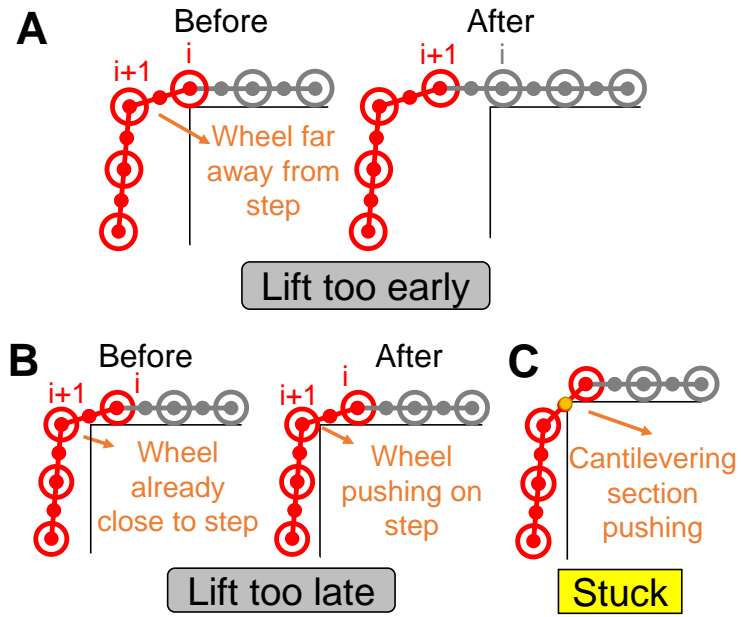 A
Before
After
i
i+1
i+1
i
Wheel far
away from
step
Lift too early
B
Before
After
C
i+1
i
i+1
i
Wheel
already
close to step
Wheel
pushing on
step
Cantilevering
section
pushing
Lift too late
Stuck